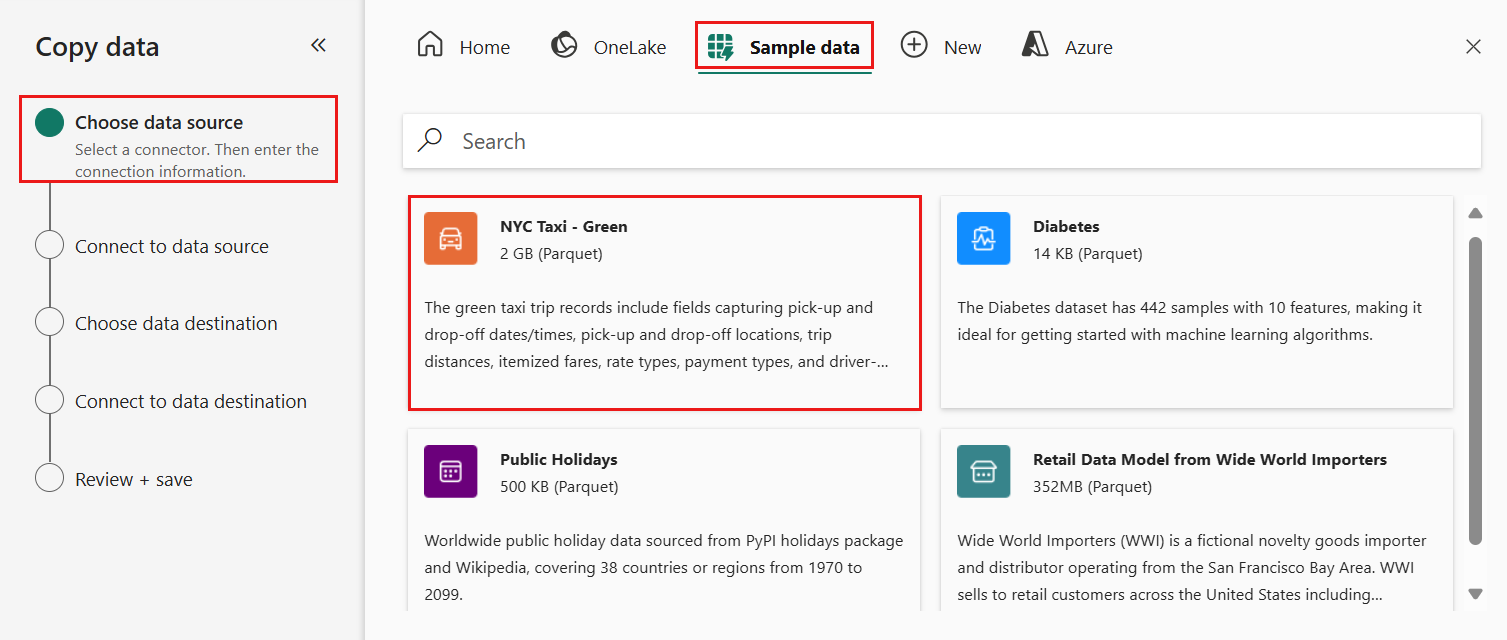 Copy data
Choose data source
Select a connector. Then enter the
connection information.
Connect to data source
Choose data destination
Connect to data destination
Review + save
Home
OneLake
Sample data
New
Azure
Search
NYC Taxi - Green
2 GB (Parquet)
The green taxi trip records include fields capturing pick-up and
drop-off dates/times, pick-up and drop-off locations, trip
distances, itemized fares, rate types, payment types, and driver-...
Diabetes
14 KB (Parquet)
The Diabetes dataset has 442 samples with 10 features, making it
ideal for getting started with machine learning algorithms.
Public Holidays
500 KB (Parquet)
Worldwide public holiday data sourced from PyPI holidays package
and Wikipedia, covering 38 countries or regions from 1970 to
2099.
Retail Data Model from Wide World Importers
352MB (Parquet)
Wide World Importers (WWI) is a fictional novelty goods importer
and distributor operating from the San Francisco Bay Area. WWI
sells to retail customers across the United States including...